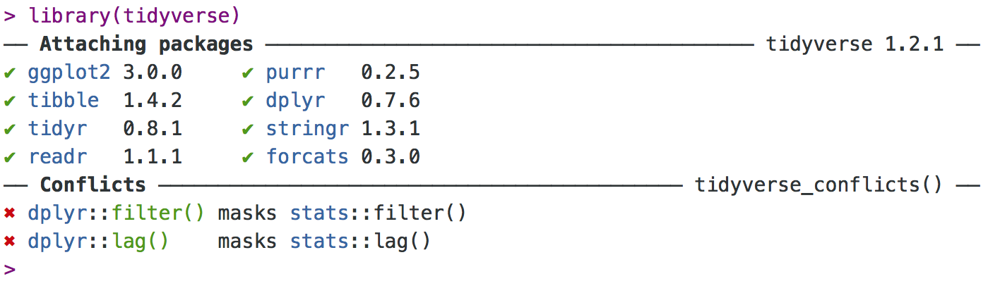 > library(tidyverse)
── Attaching packages ───────────────────────────────────────── tidyverse 1.2.1 ──
✔ ggplot2 3.0.0     ✔ purrr   0.2.5
✔ tibble  1.4.2     ✔ dplyr   0.7.6
✔ tidyr   0.8.1     ✔ stringr 1.3.1
✔ readr   1.1.1     ✔ forcats 0.3.0
── Conflicts ──────────────────────────────────────────── tidyverse_conflicts() ──
✖ dplyr::filter() masks stats::filter()
✖ dplyr::lag()    masks stats::lag()
>